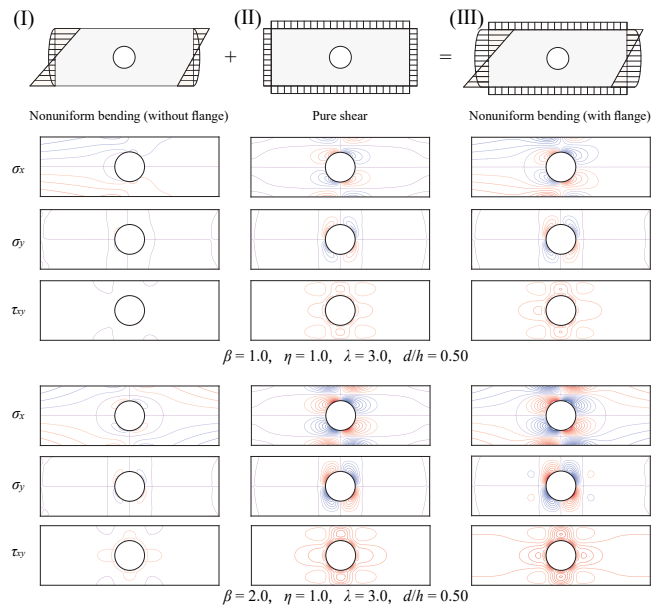 (I) (II) (III)
+ =
Nonuniform bending (without flange) Pure shear Nonuniform bending (with flange)
σx
σy
τxy
β = 1.0, η = 1.0, λ = 3.0, d/h = 0.50
σx
σy
τxy
β = 2.0, η = 1.0, λ = 3.0, d/h = 0.50